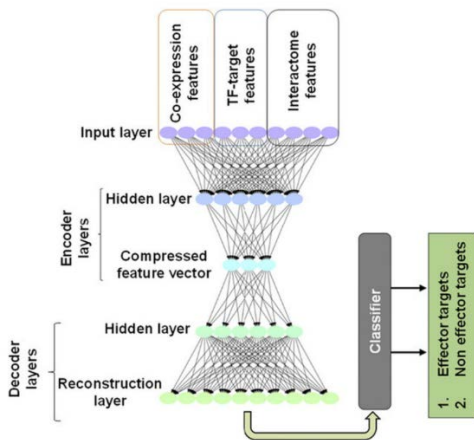 Co-expression
features
TF-target
features
Interactome
features
Input layer
Hidden layer
Encoder
layers
Compressed
feature vector
Hidden layer
Decoder
layers
Reconstruction
layer
Classifier
1. Effector targets
2. Non effector targets